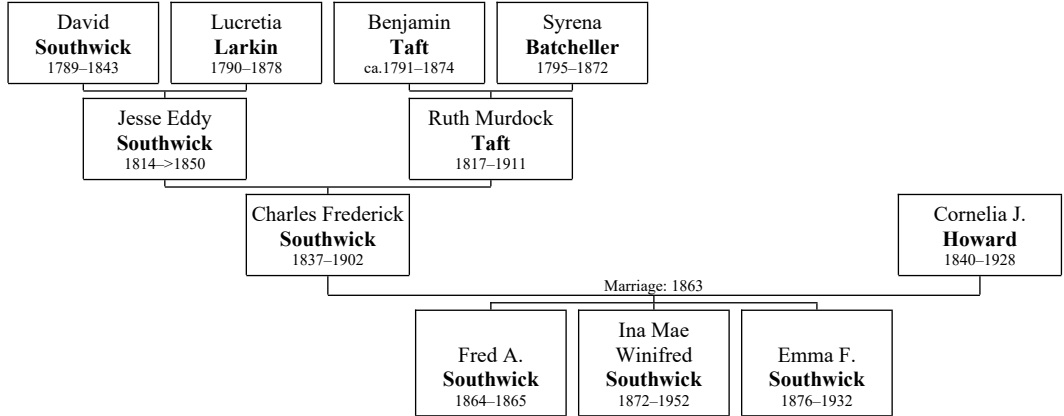 David
Southwick
1789–1843
Lucretia
Larkin
1790–1878
Benjamin
Taft
ca.1791–1874
Syrena
Batcheller
1795–1872
Jesse Eddy
Southwick
1814–>1850
Ruth Murdock
Taft
1817–1911
Charles Frederick
Southwick
1837–1902
Cornelia J.
Howard
1840–1928
Marriage: 1863
Fred A.
Southwick
1864–1865
Ina Mae
Winifred
Southwick
1872–1952
Emma F.
Southwick
1876–1932